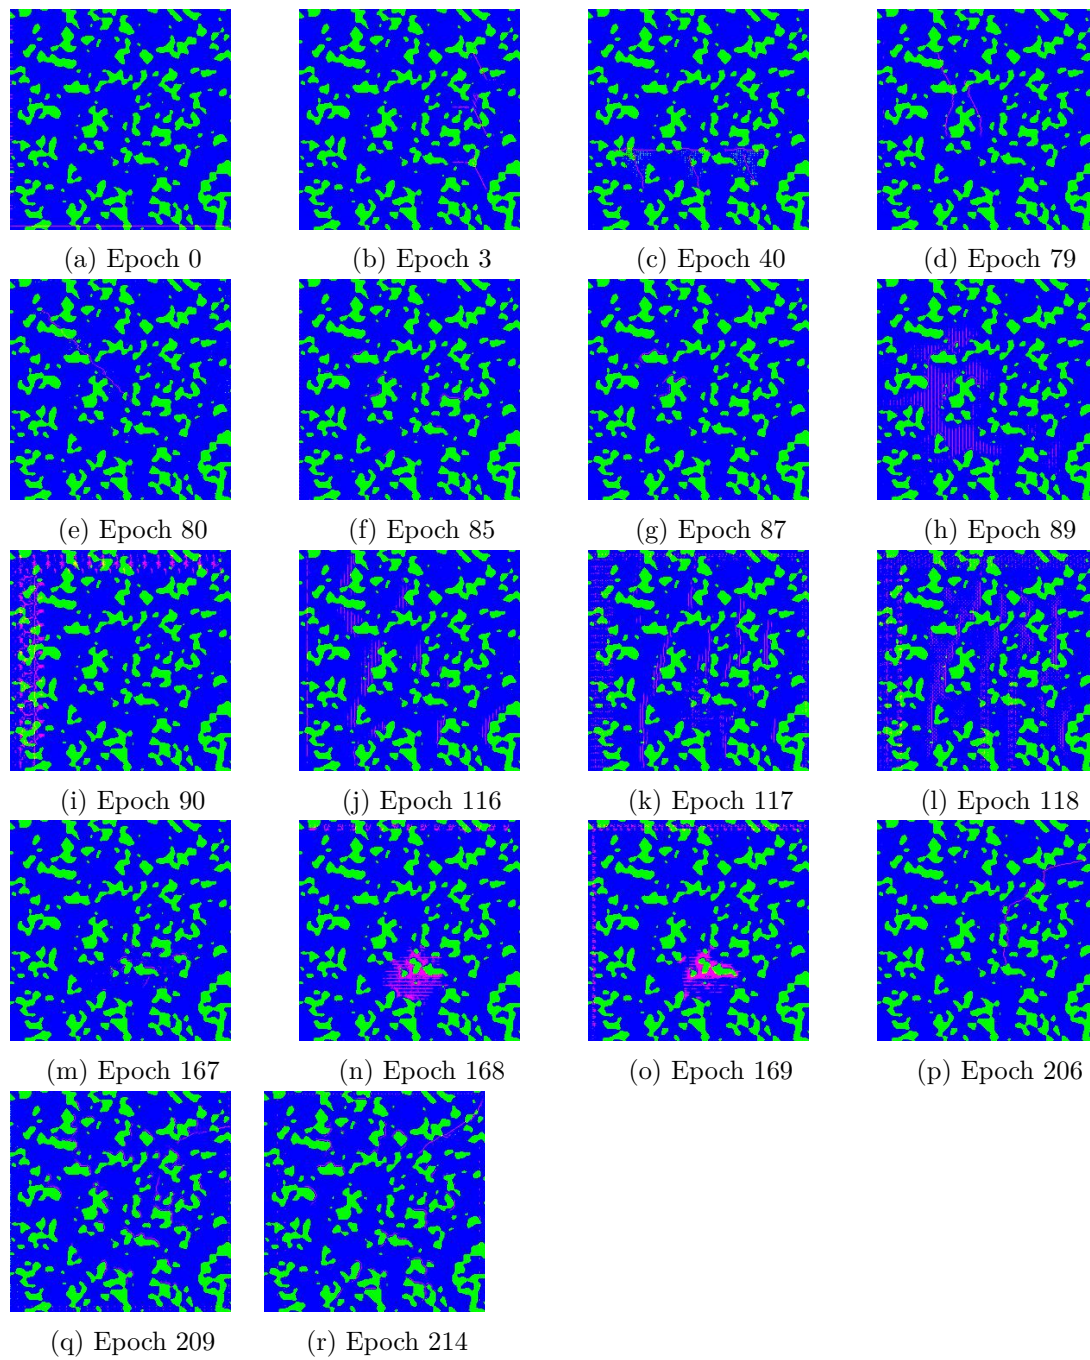 (a) Epoch 0
(b) Epoch 3
(c) Epoch 40
(d) Epoch 79
(e) Epoch 80
(f) Epoch 85
(g) Epoch 87
(h) Epoch 89
(i) Epoch 90
(j) Epoch 116
(k) Epoch 117
(l) Epoch 118
(m) Epoch 167
(n) Epoch 168
(o) Epoch 169
(p) Epoch 206
(q) Epoch 209
(r) Epoch 214